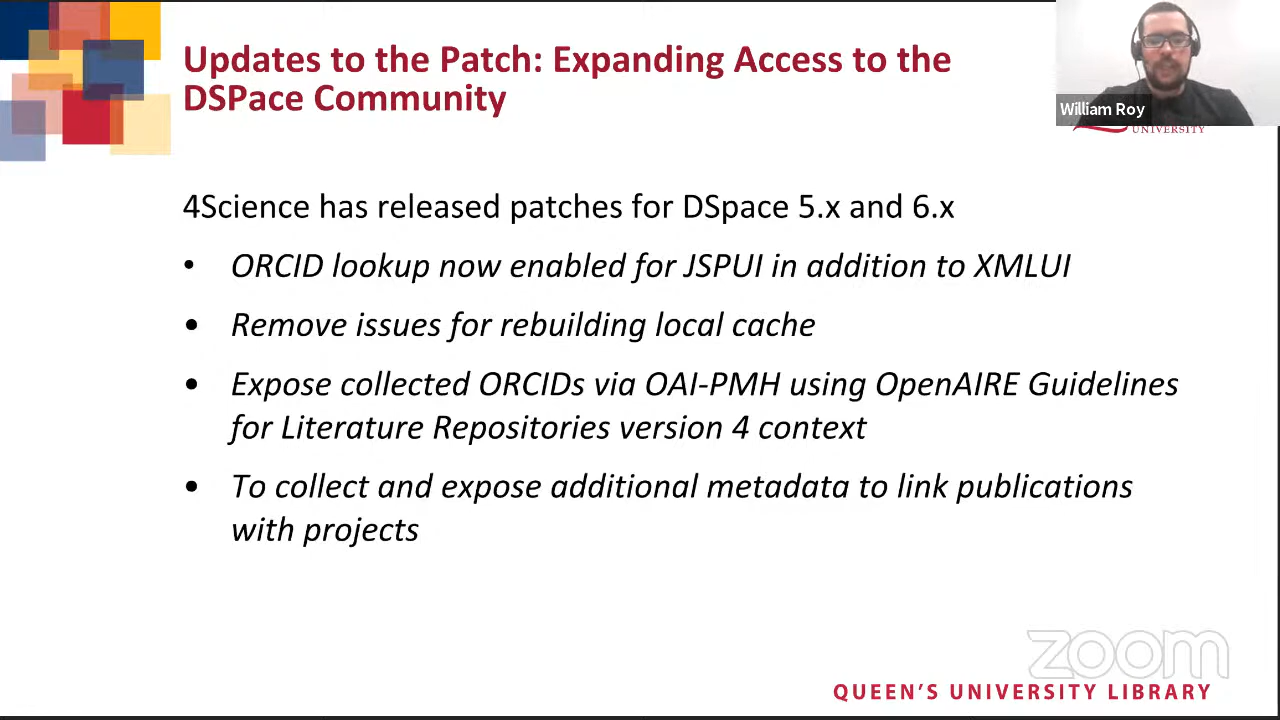 Updates to the Patch: Expanding Access to the
DSPace Community
William Roy
UNIVERSITY
4Science has released patches for DSpace 5.x and 6.x
• ORCID lookup now enabled for JSPUI in addition to XMLUI
• Remove issues for rebuilding local cache
• Expose collected ORCIDs via OAI-PMH using OpenAIRE Guidelines
for Literature Repositories version 4 context
• To collect and expose additional metadata to link publications
with projects
zoom
QUEEN'S UNIVERSITY LIBRARY